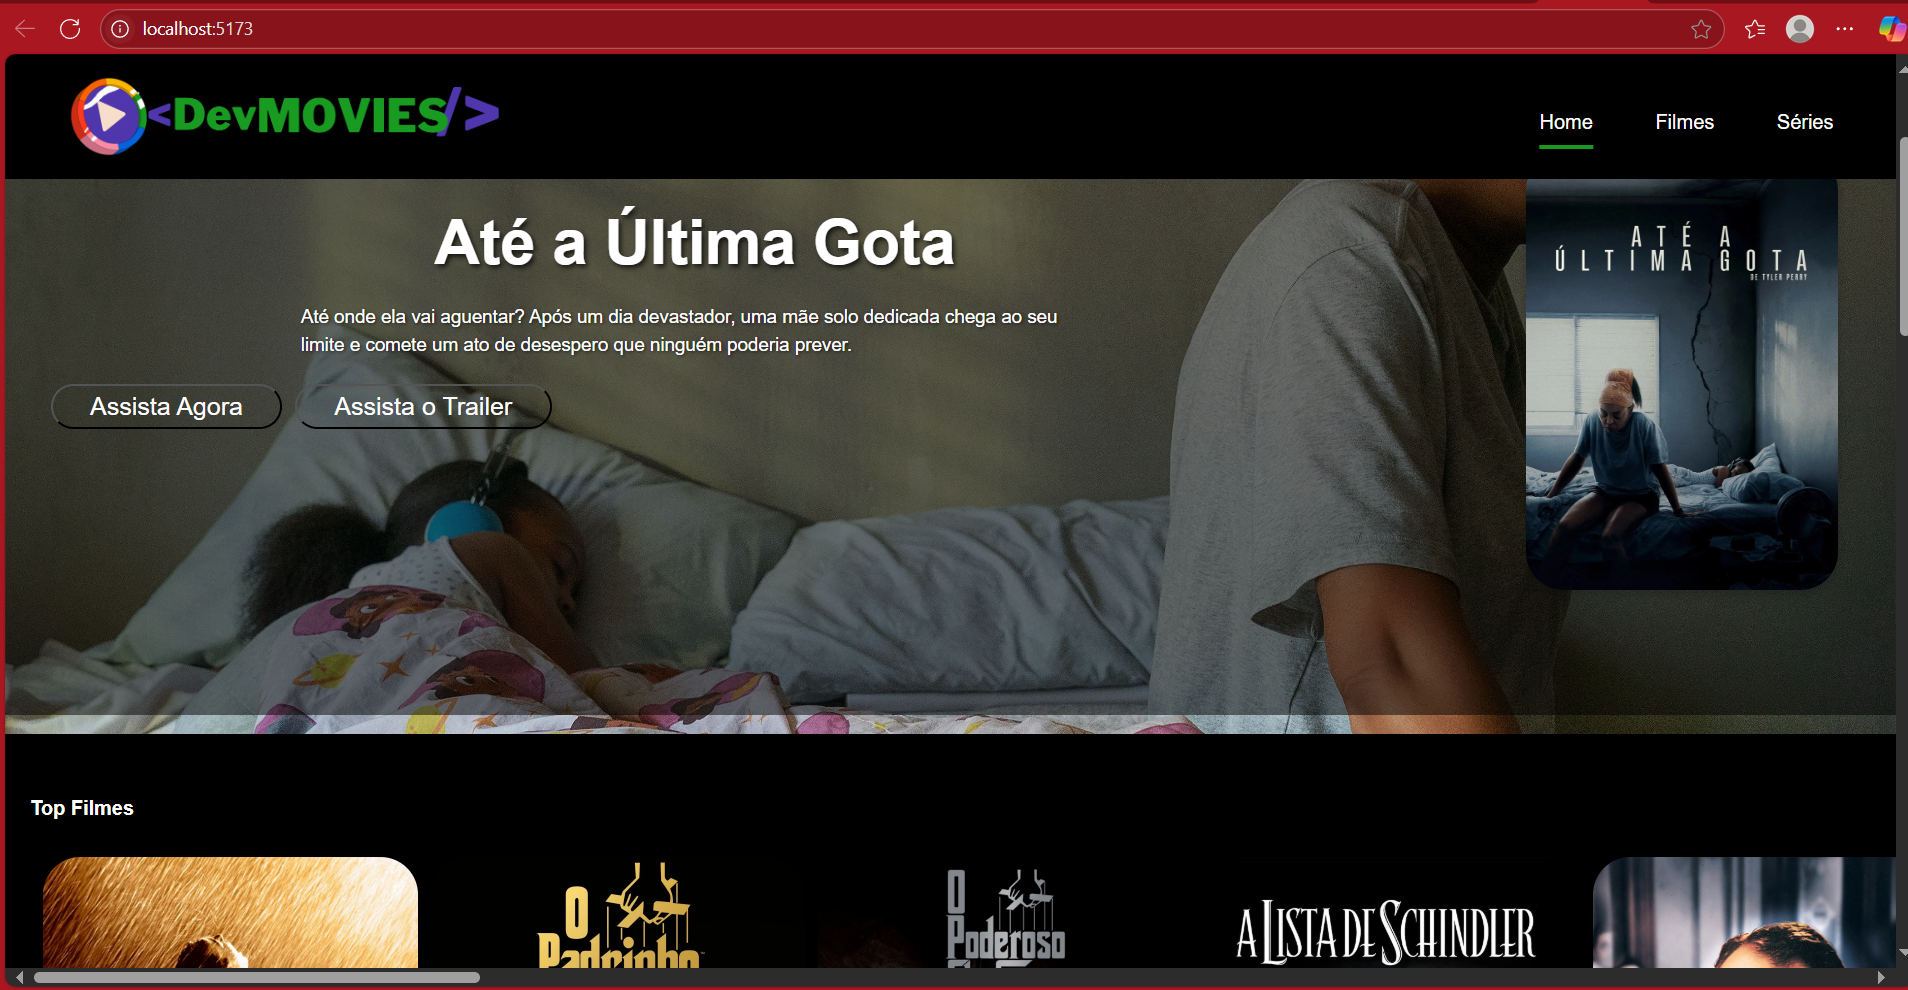 localhost:5173
<DevMOVIES/>
Home
Filmes
Séries
Até a Última Gota
Até onde ela vai aguentar? Após um dia devastador, uma mãe solo dedicada chega ao seu
limite e comete um ato de desespero que ninguém poderia prever.
Assista Agora
Assista o Trailer
ATÉ A
ÚLTIMA GOTA
DE TYLER PERRY
Top Filmes
O
Padrinho
O
Poderoso
A LISTA DE SCHINDLER